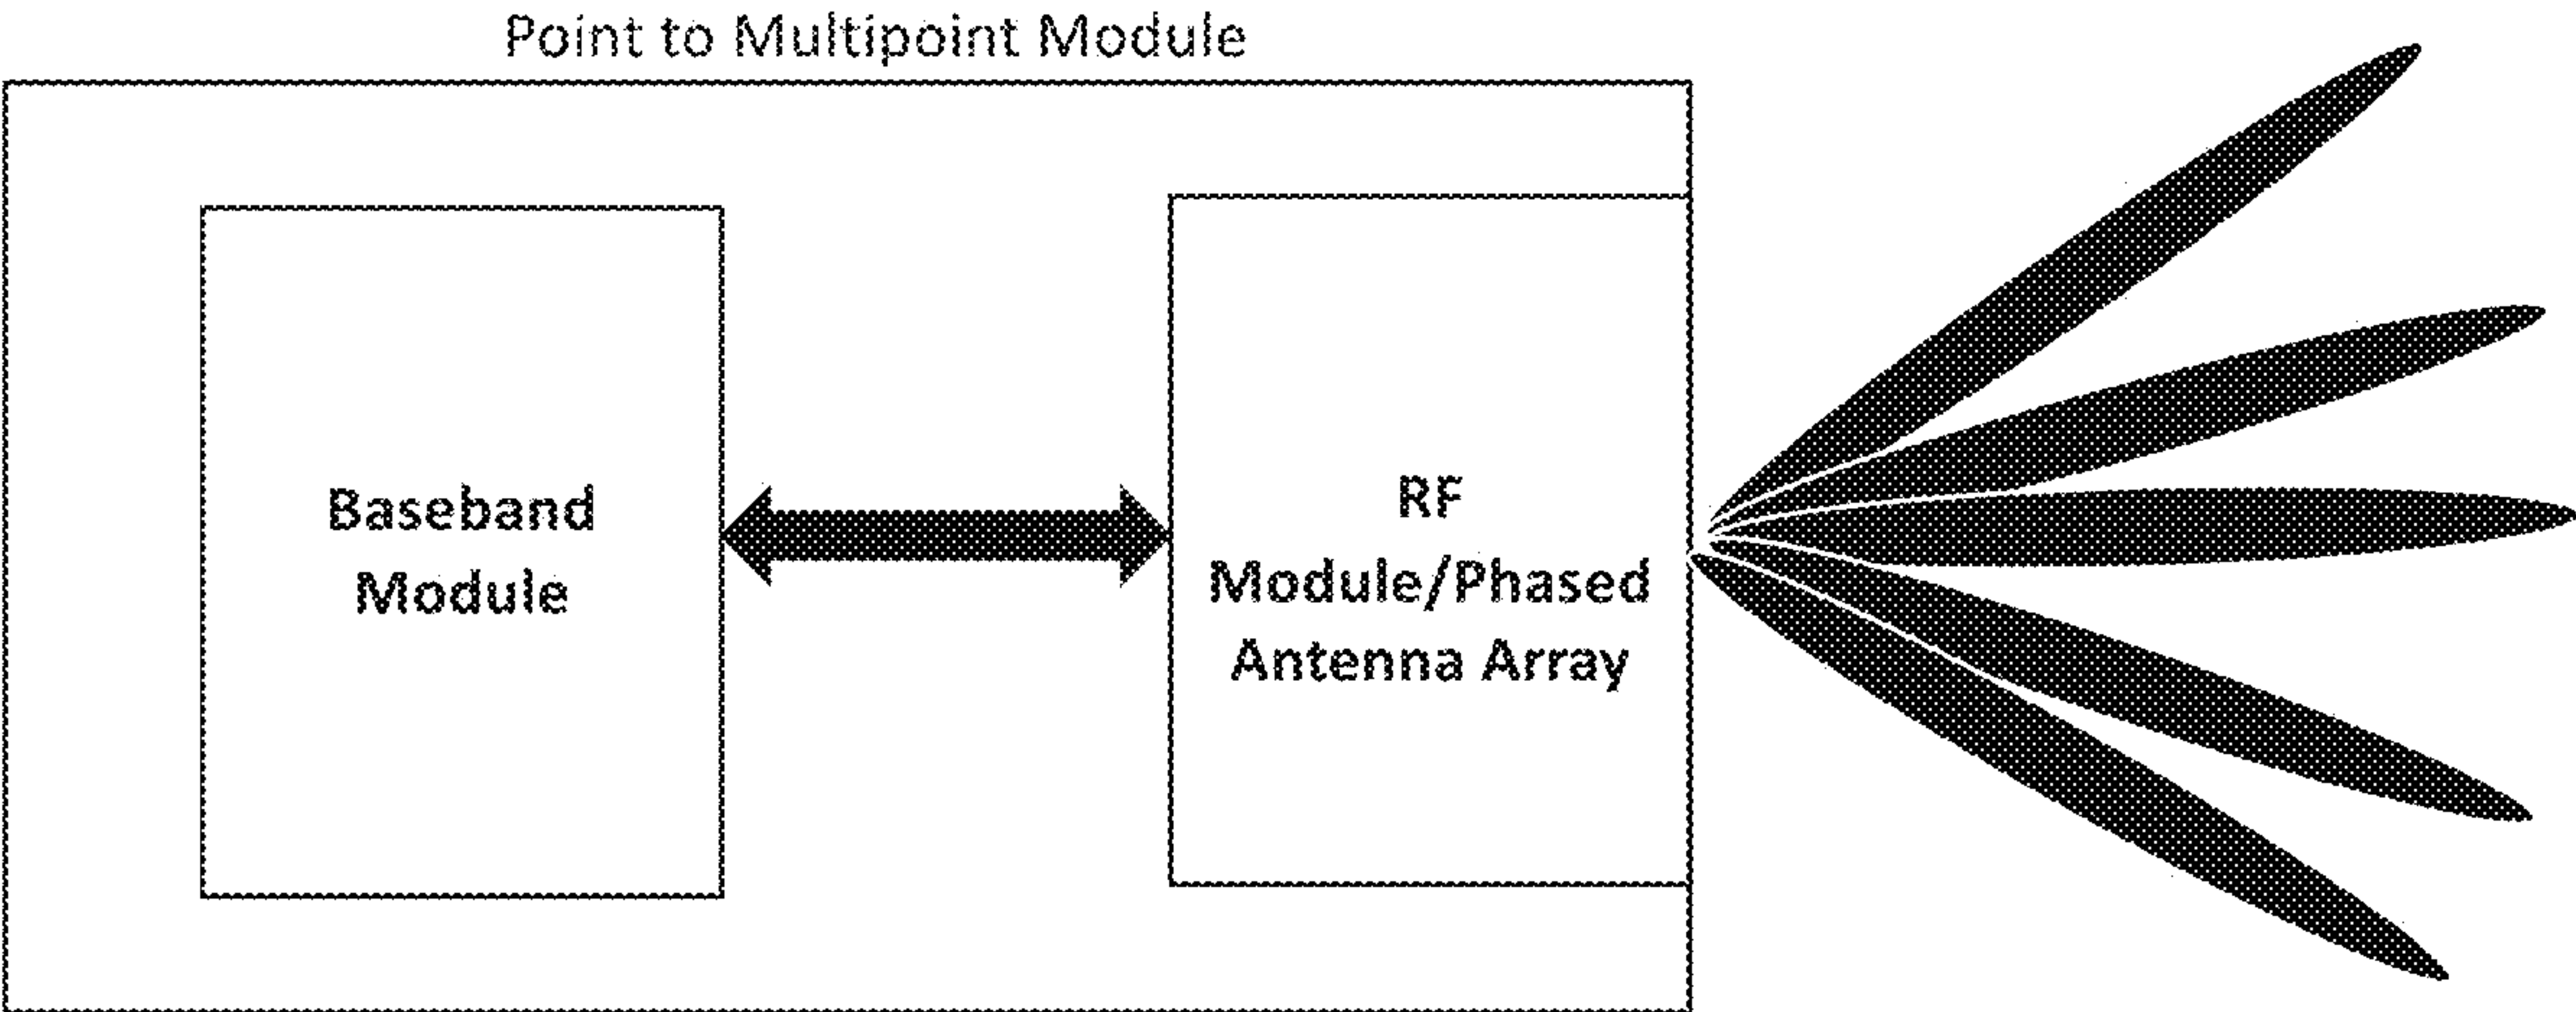 Point to Multipoint Module
Baseband
Module
RF
Module/Phased
Antenna Array